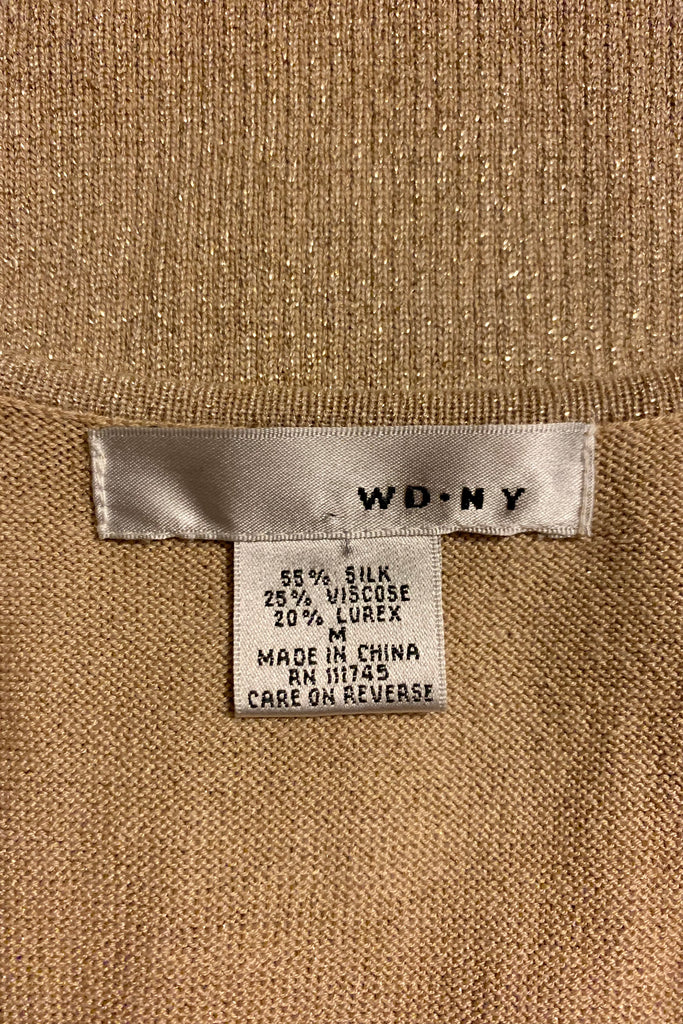 WD•NY
55% SILK
25% VISCOSE
20% LUREX
M
MADE IN CHINA
RN 111745
CARE ON REVERSE